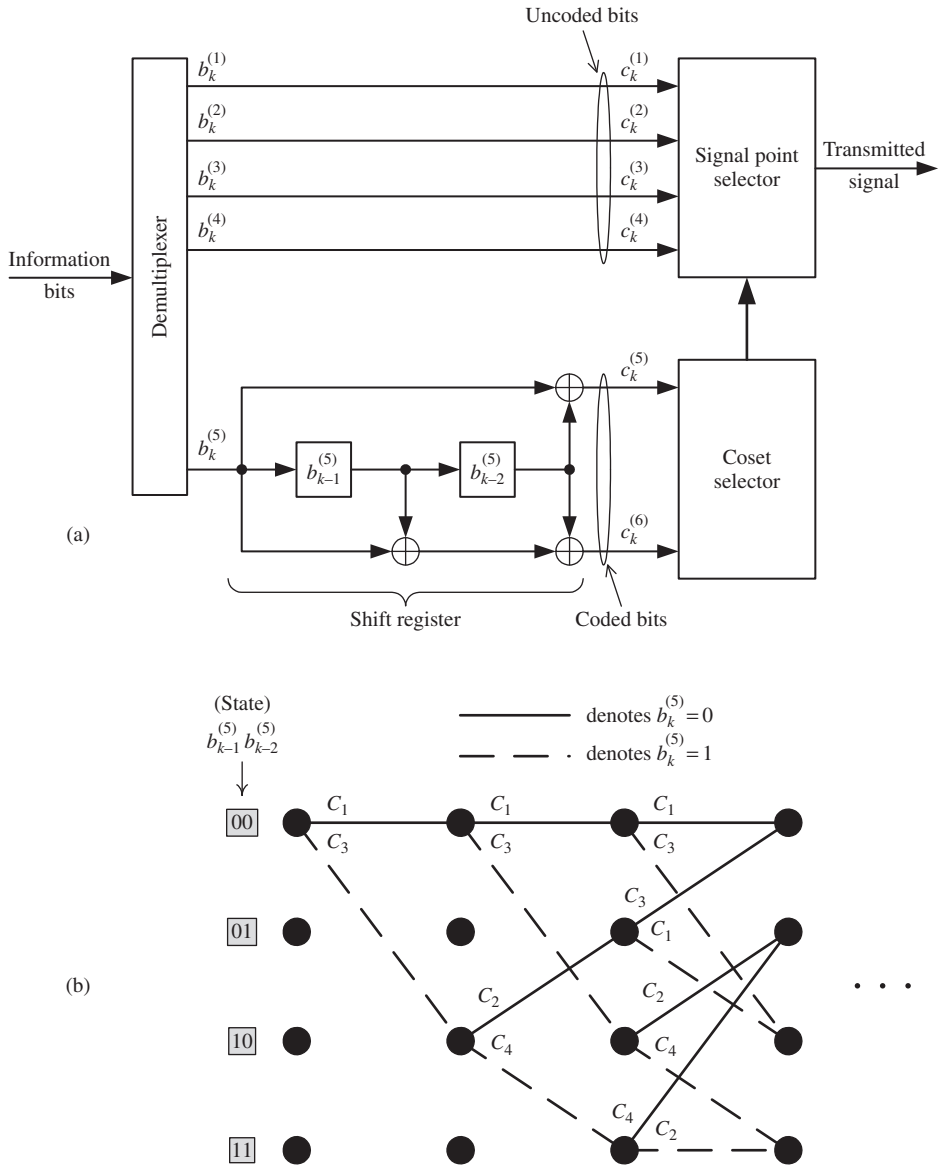 Uncoded bits
b_k^{(1)} c_k^{(1)}
b_k^{(2)} c_k^{(2)}
b_k^{(3)} c_k^{(3)}
b_k^{(4)} c_k^{(4)}
Signal point
selector
Transmitted
signal
Demultiplexer
Information
bits
c_k^{(5)}
b_k^{(5)}
b_{k–1}^{(5)}
b_{k–2}^{(5)}
Coset
selector
(a)
c_k^{(6)}
Shift register
Coded bits
(State)
b_{k–1}^{(5)} b_{k–2}^{(5)}
denotes b_k^{(5)} = 0
denotes b_k^{(5)} = 1
00
C_1 C_1 C_1
C_3 C_3 C_3
C_3
01
C_1
(b)
C_2 C_2
10
C_4 C_4
C_4
C_2
11
. . .